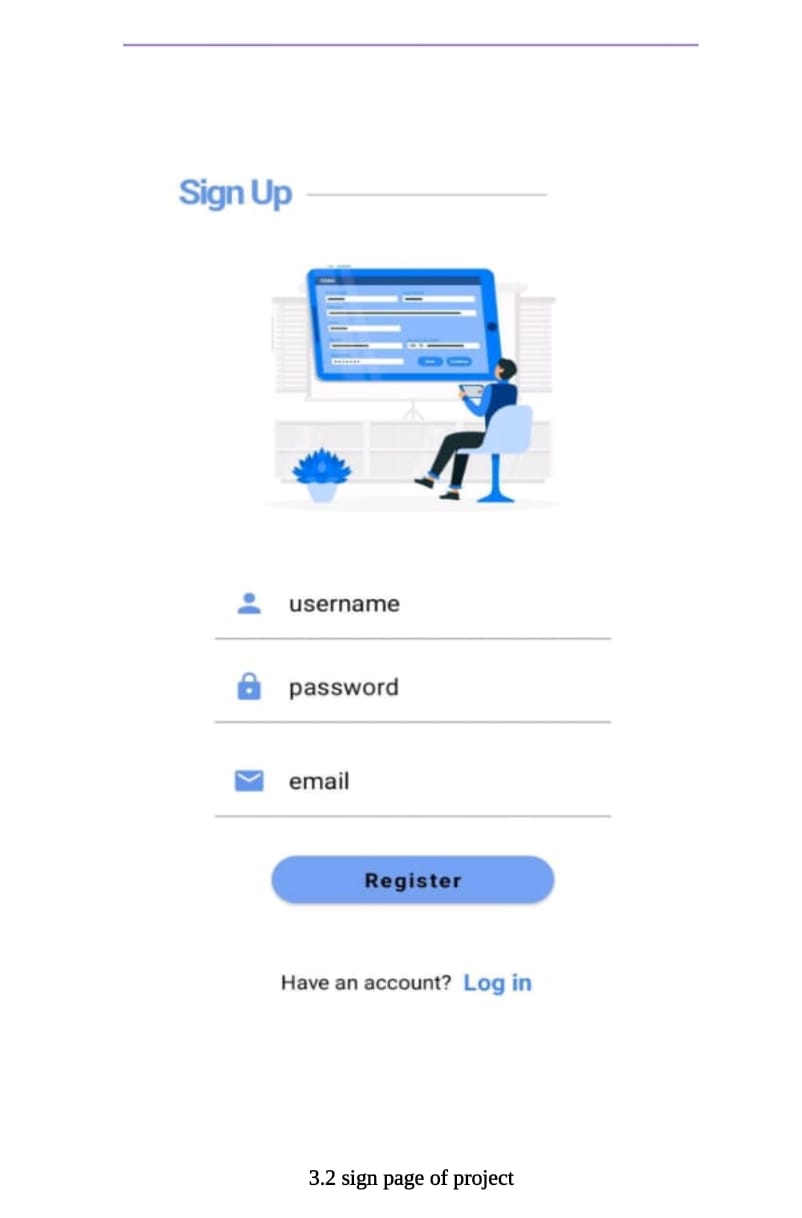 Sign Up
username
password
email
Register
Have an account? Log in
3.2 sign page of project